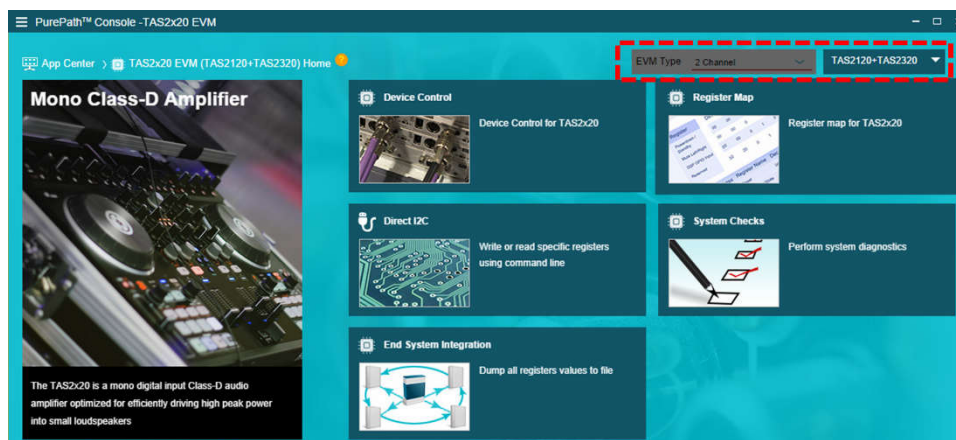 PurePath™ Console -TAS2x20 EVM
App Center > TAS2x20 EVM (TAS2120+TAS2320) Home ?
EVM Type 2 Channel TAS2120+TAS2320
Mono Class-D Amplifier
The TAS2x20 is a mono digital input Class-D audio
amplifier optimized for efficiently driving high peak power
into small loudspeakers
Device Control
Device Control for TAS2x20
Register Map
Register map for TAS2x20
Direct I2C
Write or read specific registers
using command line
System Checks
Perform system diagnostics
End System Integration
Dump all registers values to file